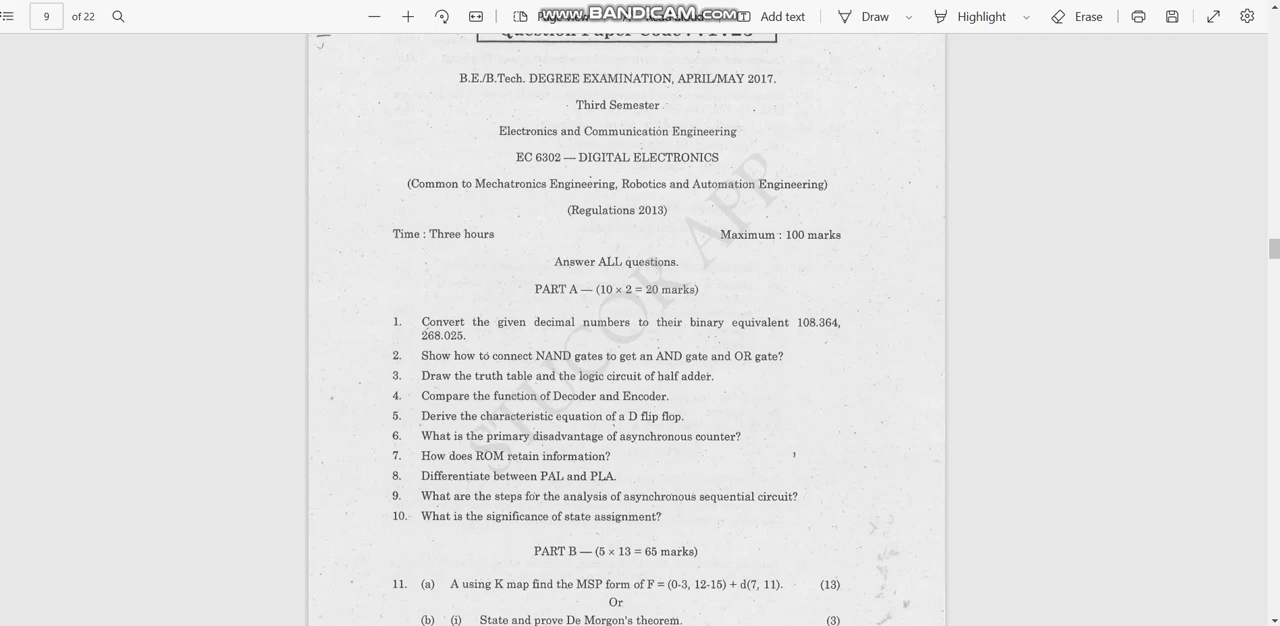 9 of 22
www.BANDICAM.com
Add text
Draw
Highlight
Erase
B.E./B.Tech. DEGREE EXAMINATION, APRIL/MAY 2017.
Third Semester
Electronics and Communication Engineering
EC 6302 — DIGITAL ELECTRONICS
(Common to Mechatronics Engineering, Robotics and Automation Engineering)
(Regulations 2013)
Time : Three hours Maximum : 100 marks
Answer ALL questions.
PART A — (10 × 2 = 20 marks)
1. Convert the given decimal numbers to their binary equivalent 108.364,
268.025.
2. Show how to connect NAND gates to get an AND gate and OR gate?
3. Draw the truth table and the logic circuit of half adder.
4. Compare the function of Decoder and Encoder.
5. Derive the characteristic equation of a D flip flop.
6. What is the primary disadvantage of asynchronous counter?
7. How does ROM retain information?
8. Differentiate between PAL and PLA.
9. What are the steps for the analysis of asynchronous sequential circuit?
10. What is the significance of state assignment?
PART B — (5 × 13 = 65 marks)
11. (a) A using K map find the MSP form of F = (0-3, 12-15) + d(7, 11). (13)
Or
(b) (i) State and prove De Morgon's theorem. (3)
STUCOR APP